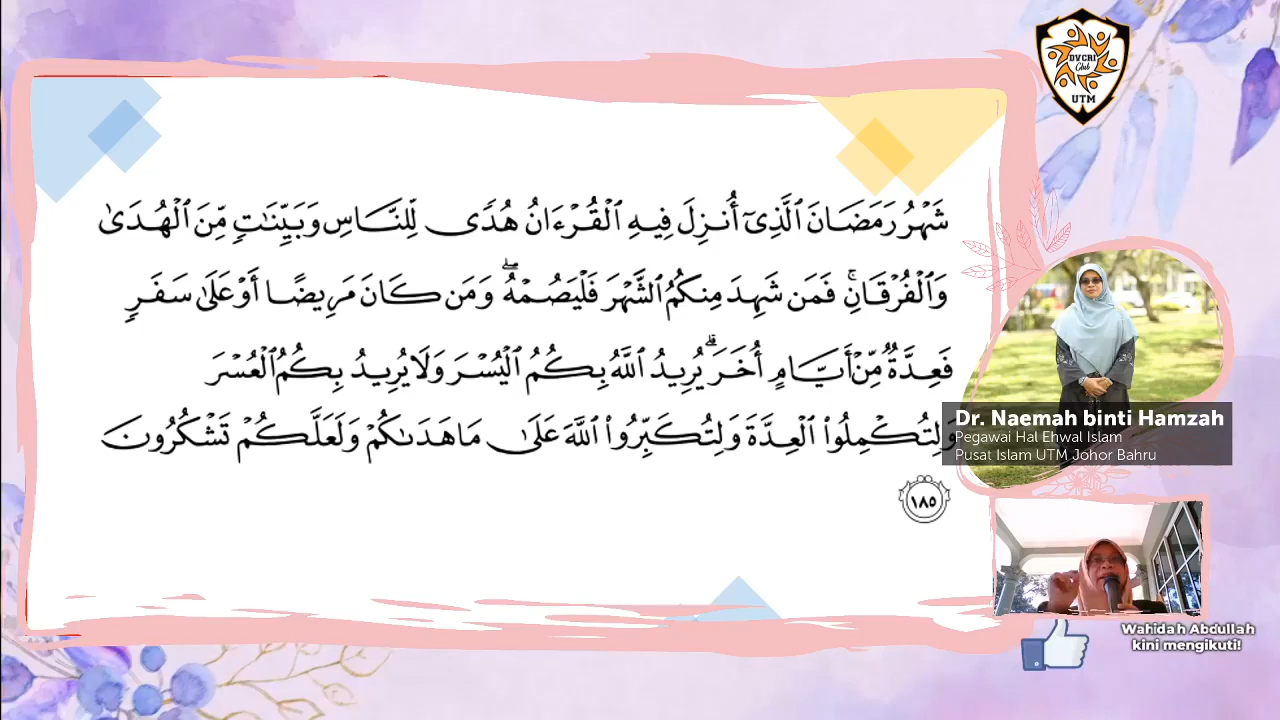 DVCRI
Club
UTM
شَهْرُ رَمَضَانَ ٱلَّذِىٓ أُنزِلَ فِيهِ ٱلْقُرْءَانُ هُدًى لِّلنَّاسِ وَبَيِّنَـٰتٍ مِّنَ ٱلْهُدَىٰ
وَٱلْفُرْقَانِ ۚ فَمَن شَهِدَ مِنكُمُ ٱلشَّهْرَ فَلْيَصُمْهُ ۖ وَمَن كَانَ مَرِيضًا أَوْ عَلَىٰ سَفَرٍ
فَعِدَّةٌ مِّنْ أَيَّامٍ أُخَرَ ۗ يُرِيدُ ٱللَّهُ بِكُمُ ٱلْيُسْرَ وَلَا يُرِيدُ بِكُمُ ٱلْعُسْرَ
وَلِتُكْمِلُوا۟ ٱلْعِدَّةَ وَلِتُكَبِّرُوا۟ ٱللَّهَ عَلَىٰ مَا هَدَىٰكُمْ وَلَعَلَّكُمْ تَشْكُرُونَ
١٨٥
Dr. Naemah binti Hamzah
Pegawai Hal Ehwal Islam
Pusat Islam UTM Johor Bahru
Wahidah Abdullah
kini mengikuti!